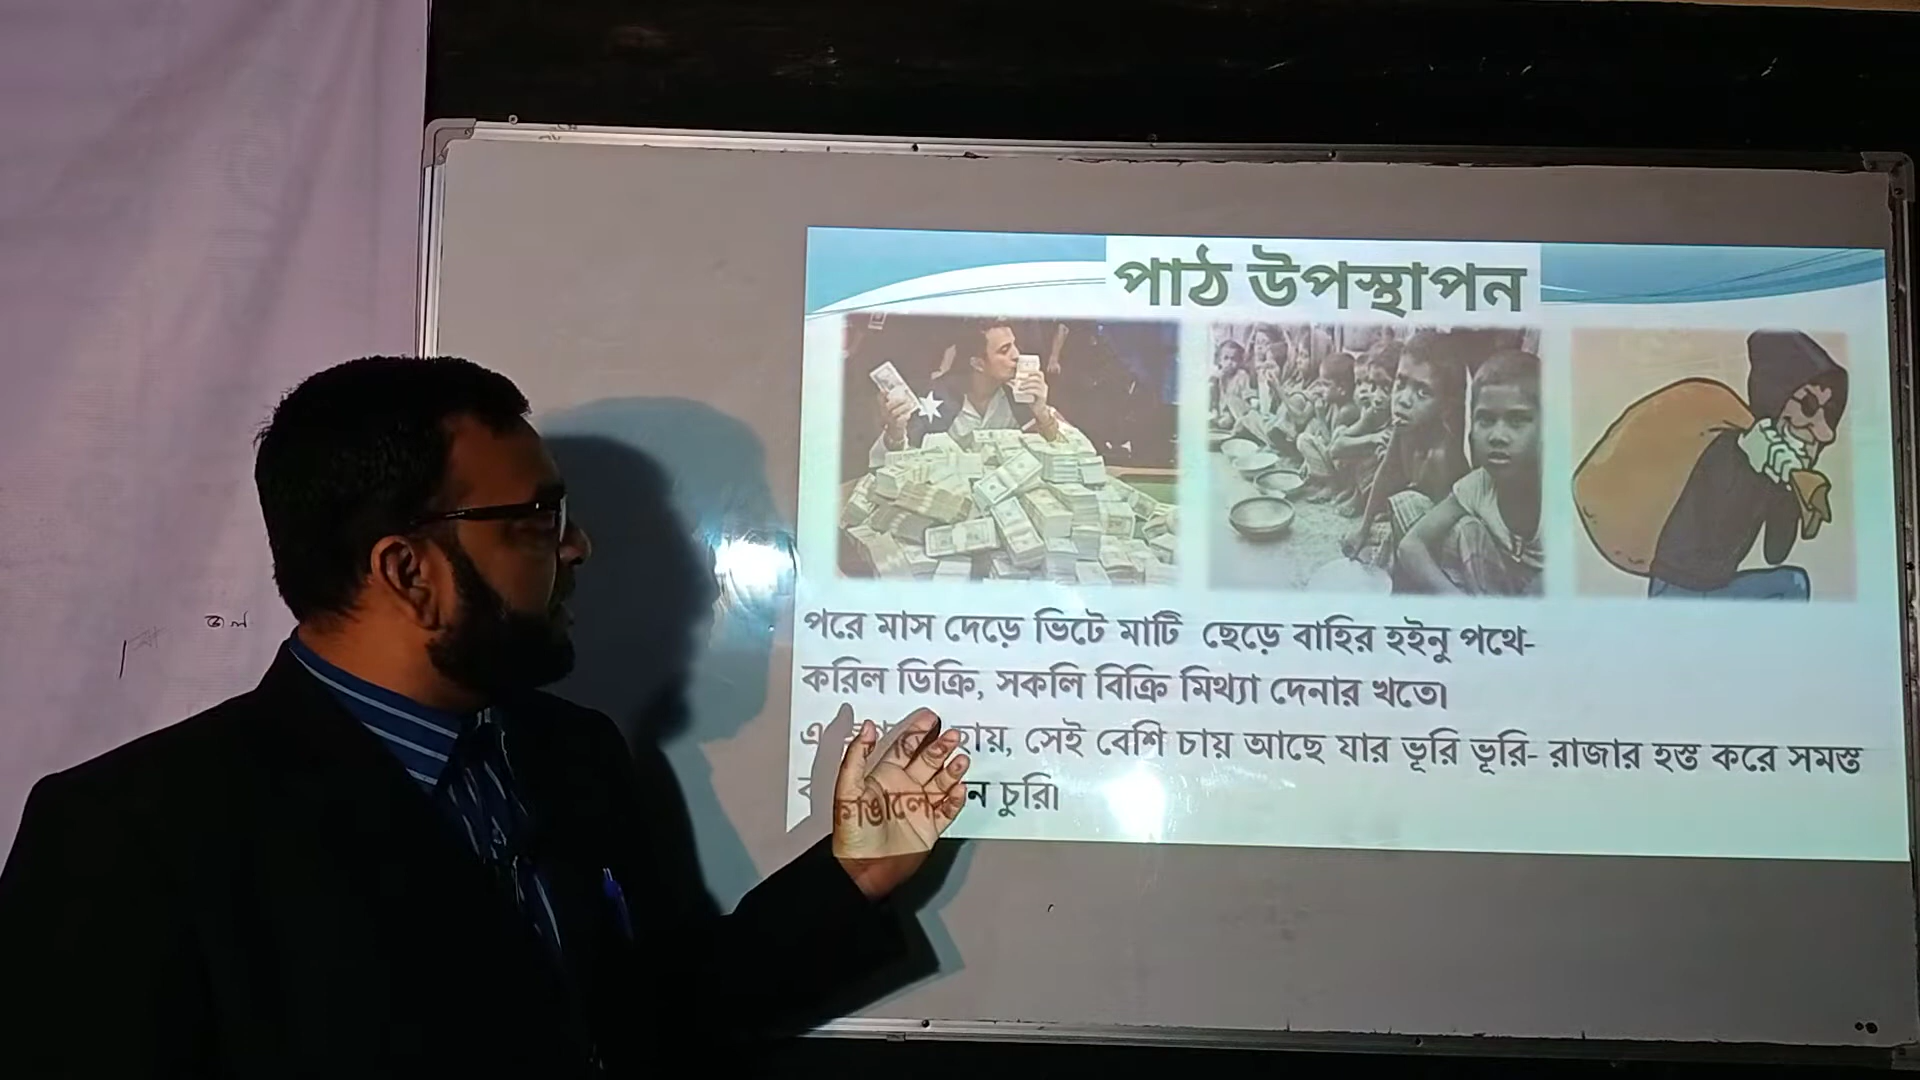 পাঠ উপস্থাপন
পরে মাস দেড়ে ভিটে মাটি ছেড়ে বাহির হইনু পথে-
করিল ডিক্রি, সকলি বিক্রি মিথ্যা দেনার খতে।
হায়, সেই বেশি চায় আছে যার ভূরি ভূরি- রাজার হস্ত করে সমস্ত
কাঙালের চুরি।